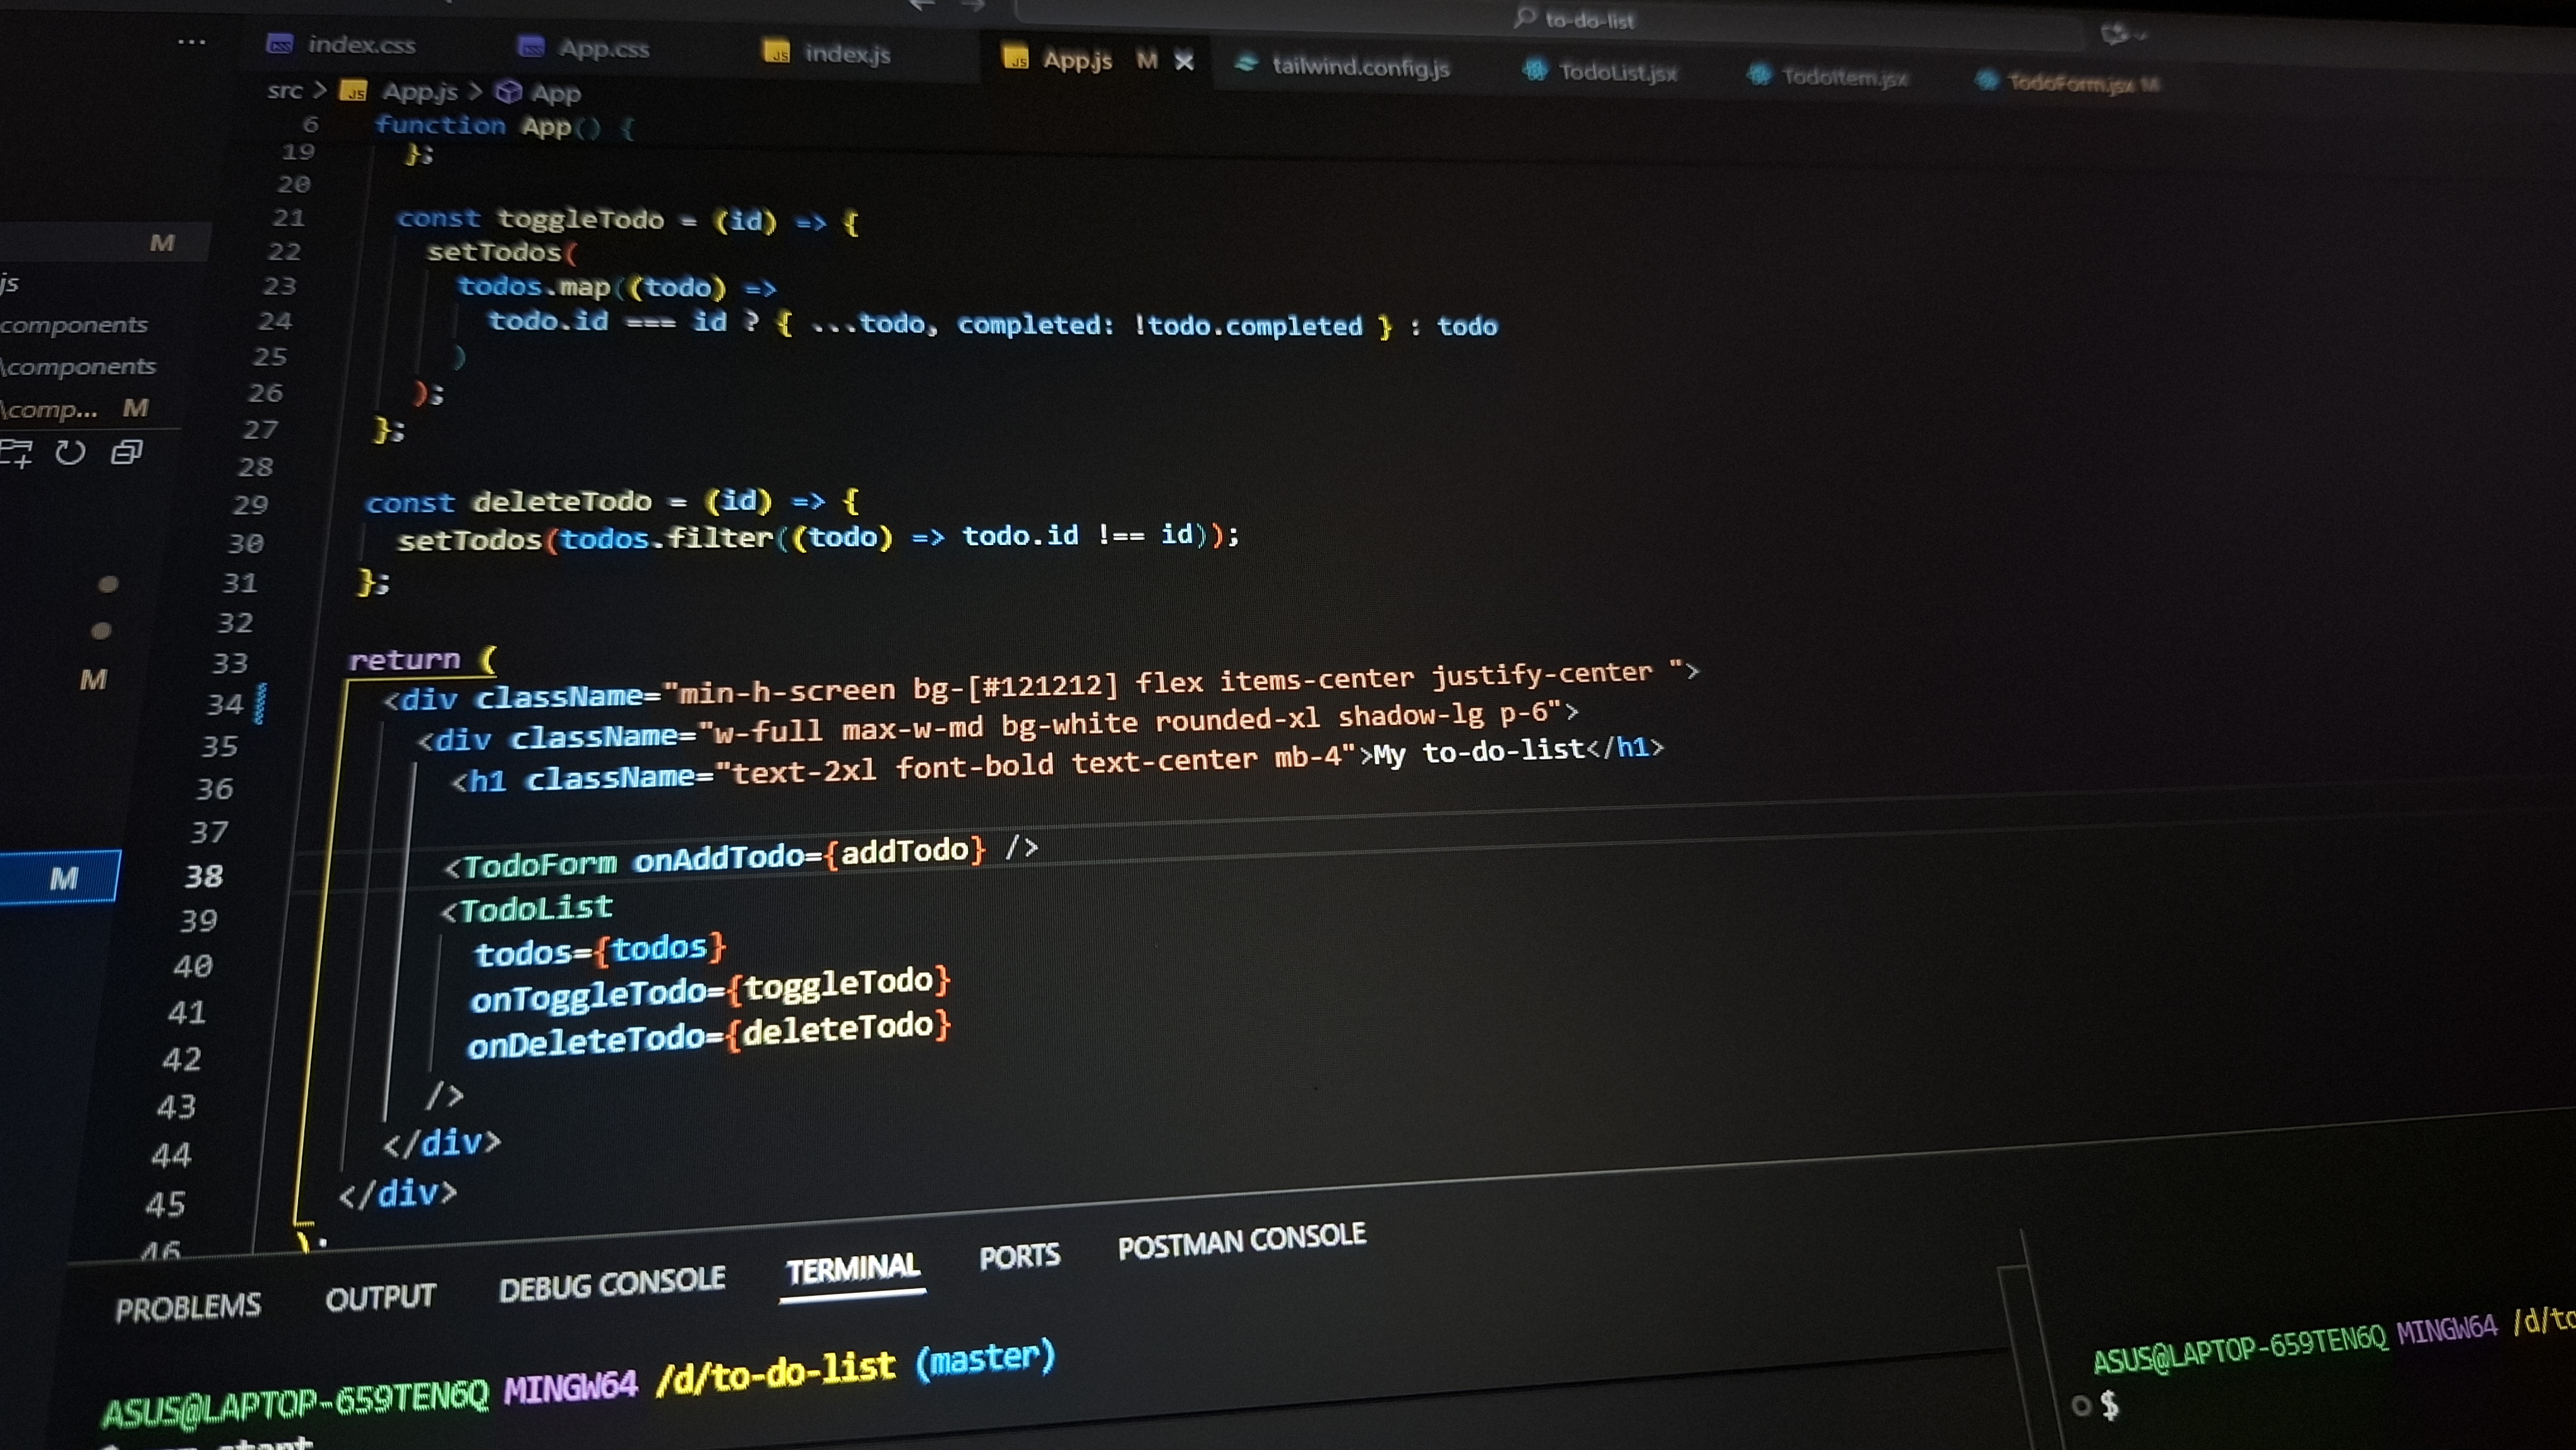 to-do-list
index.css App.css index.js App.js M tailwind.config.js TodoList.jsx TodoItem.jsx TodoForm.jsx M
src > App.js > App
6 function App() {
19 };
20
21 const toggleTodo = (id) => {
22 setTodos(
23 todos.map((todo) =>
24 todo.id === id ? { ...todo, completed: !todo.completed } : todo
25 )
26 );
27 };
28
29 const deleteTodo = (id) => {
30 setTodos(todos.filter((todo) => todo.id !== id));
31 };
32
33 return (
34 <div className="min-h-screen bg-[#121212] flex items-center justify-center ">
35 <div className="w-full max-w-md bg-white rounded-xl shadow-lg p-6">
36 <h1 className="text-2xl font-bold text-center mb-4">My to-do-list</h1>
37
38 <TodoForm onAddTodo={addTodo} />
39 <TodoList
40 todos={todos}
41 onToggleTodo={toggleTodo}
42 onDeleteTodo={deleteTodo}
43 />
44 </div>
45 </div>
46 );
M
js
components
\components
\comp... M
M
M
PROBLEMS OUTPUT DEBUG CONSOLE TERMINAL PORTS POSTMAN CONSOLE
ASUS@LAPTOP-659TEN6Q MINGW64 /d/to-do-list (master)
ASUS@LAPTOP-659TEN6Q MINGW64 /d/to
$